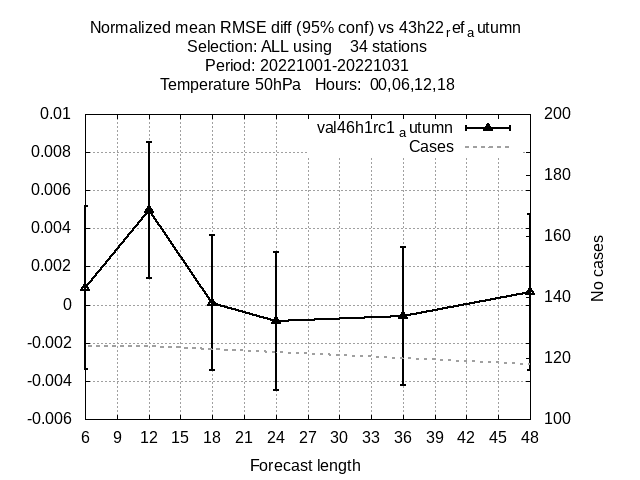 Normalized mean RMSE diff (95% conf) vs 43h22refautumn
Selection: ALL using 34 stations
Period: 20221001-20221031
Temperature 50hPa Hours: 00,06,12,18
0.01
0.008
0.006
0.004
0.002
0
-0.002
-0.004
-0.006
val46h1rc1autumn
Cases
200
180
160
140
120
100
No cases
6 9 12 15 18 21 24 27 30 33 36 39 42 45 48
Forecast length